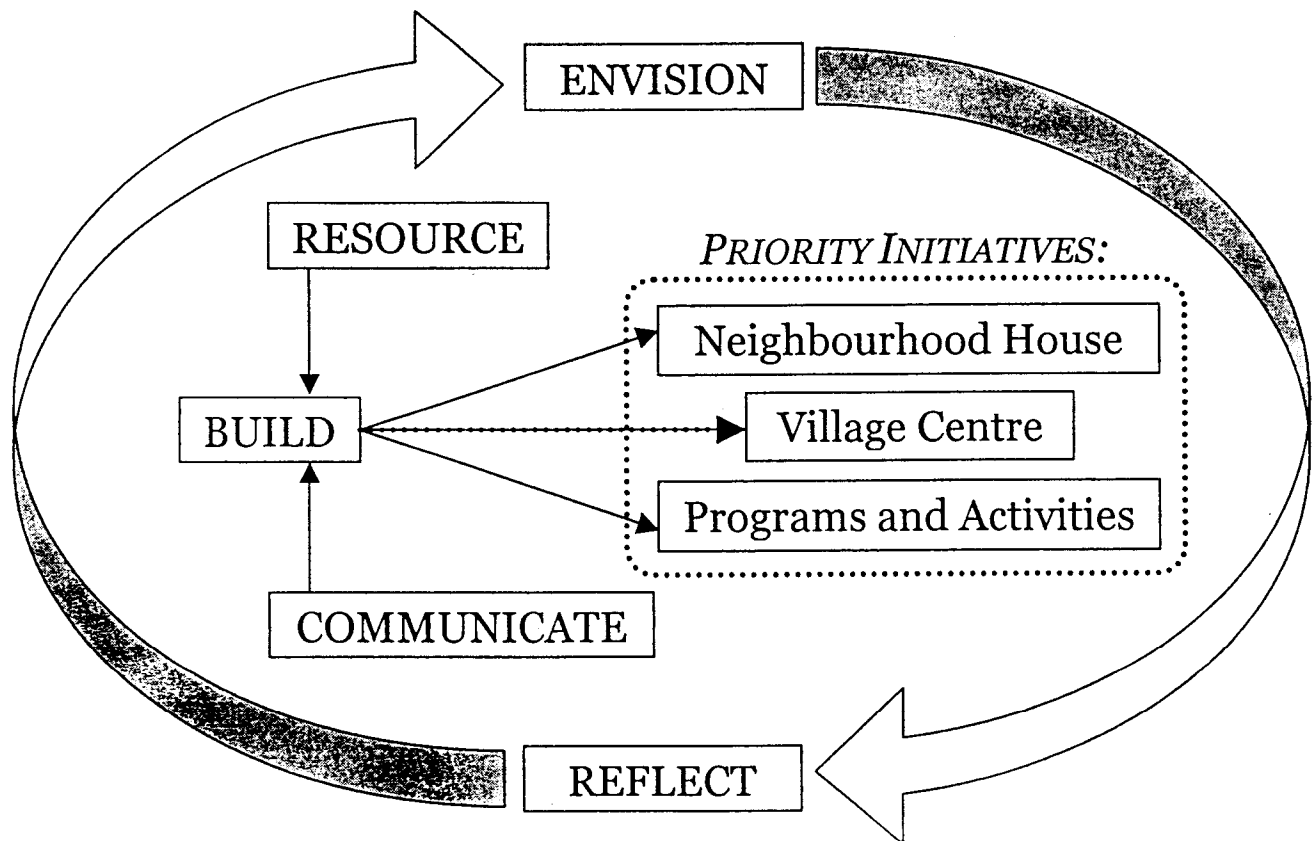 ENVISION
RESOURCE
PRIORITY INITIATIVES:
Neighbourhood House
BUILD
Village Centre
Programs and Activities
COMMUNICATE
REFLECT